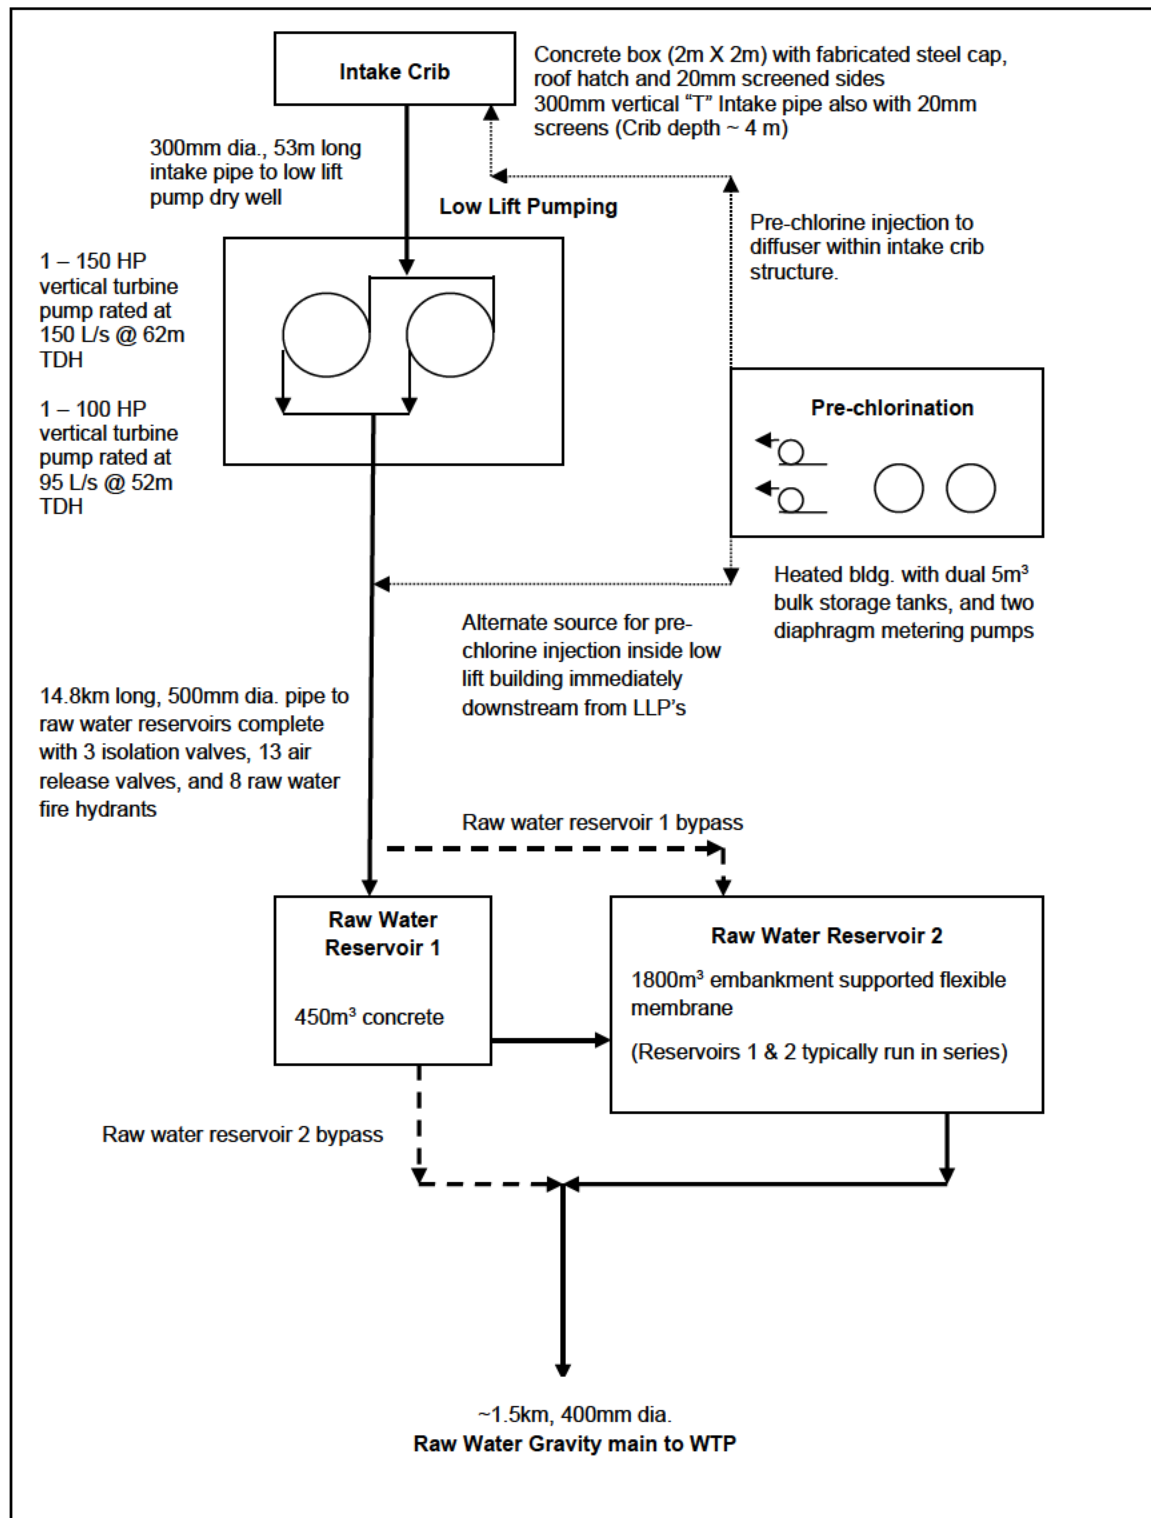 Intake Crib
Concrete box (2m X 2m) with fabricated steel cap,
roof hatch and 20mm screened sides
300mm vertical “T” Intake pipe also with 20mm
screens (Crib depth ~ 4 m)
300mm dia., 53m long
intake pipe to low lift
pump dry well
Low Lift Pumping
Pre-chlorine injection to
diffuser within intake crib
structure.
1 – 150 HP
vertical turbine
pump rated at
150 L/s @ 62m
TDH
1 – 100 HP
vertical turbine
pump rated at
95 L/s @ 52m
TDH
Pre-chlorination
Heated bldg. with dual 5m³
bulk storage tanks, and two
diaphragm metering pumps
Alternate source for pre-
chlorine injection inside low
lift building immediately
downstream from LLP’s
14.8km long, 500mm dia. pipe to
raw water reservoirs complete
with 3 isolation valves, 13 air
release valves, and 8 raw water
fire hydrants
Raw water reservoir 1 bypass
Raw Water
Reservoir 1
450m³ concrete
Raw Water Reservoir 2
1800m³ embankment supported flexible
membrane
(Reservoirs 1 & 2 typically run in series)
Raw water reservoir 2 bypass
~1.5km, 400mm dia.
Raw Water Gravity main to WTP